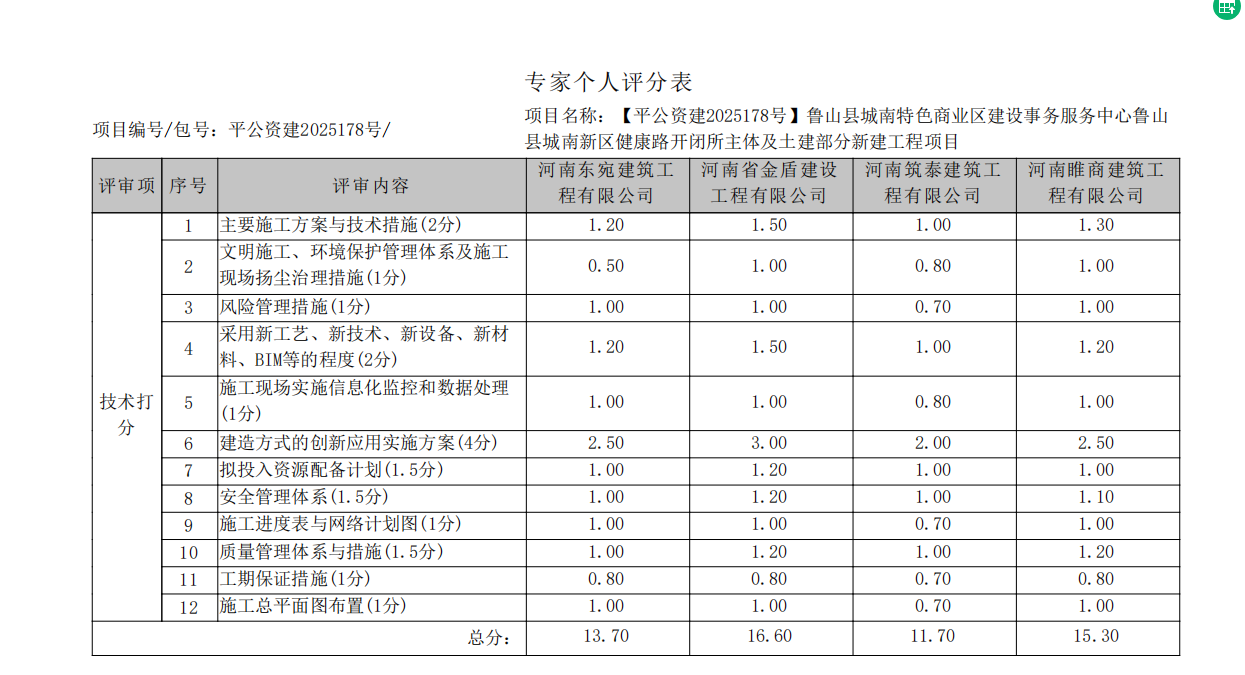 专家个人评分表
项目编号/包号: 平公资建2025178号/
项目名称: 【平公资建2025178号】鲁山县城南特色商业区建设事务服务中心鲁山
县城南新区健康路开闭所主体及土建部分新建工程项目
评审项 序号 评审内容 河南东宛建筑工程有限公司 河南省金盾建设工程有限公司 河南筑泰建筑工程有限公司 河南睢商建筑工程有限公司
技术打分
1 主要施工方案与技术措施(2分) 1.20 1.50 1.00 1.30
2 文明施工、环境保护管理体系及施工
现场扬尘治理措施(1分) 0.50 1.00 0.80 1.00
3 风险管理措施(1分) 1.00 1.00 0.70 1.00
4 采用新工艺、新技术、新设备、新材
料、BIM等的程度(2分) 1.20 1.50 1.00 1.20
5 施工现场实施信息化监控和数据处理
(1分) 1.00 1.00 0.80 1.00
6 建造方式的创新应用实施方案(4分) 2.50 3.00 2.00 2.50
7 拟投入资源配备计划(1.5分) 1.00 1.20 1.00 1.00
8 安全管理体系(1.5分) 1.00 1.20 1.00 1.10
9 施工进度表与网络计划图(1分) 1.00 1.00 0.70 1.00
10 质量管理体系与措施(1.5分) 1.00 1.20 1.00 1.20
11 工期保证措施(1分) 0.80 0.80 0.70 0.80
12 施工总平面图布置(1分) 1.00 1.00 0.70 1.00
总分: 13.70 16.60 11.70 15.30